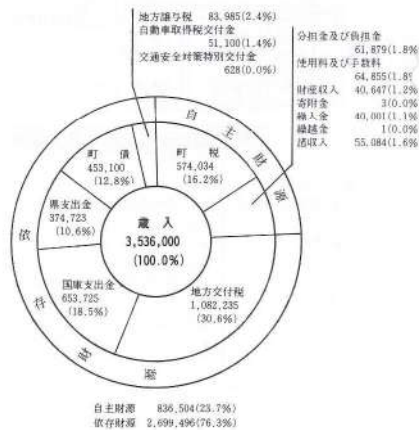 地方譲与税 83,985(2.4%)
自動車取得税交付金
51,100(1.4%)
交通安全対策特別交付金
628(0.0%)
分担金及び負担金
61,879(1.8%
使用料及び手数料
64,855(1.8%
財産収入 40,647(1.2%
寄附金 3(0.0%
繰入金 40,001(1.1%
繰越金 1(0.0%
諸収入 55,084(1.6%
自主財源
町債
453,100
(12.8%)
町税
574,034
(16.2%)
県支出金
374,723
(10.6%)
歳入
3,536,000
(100.0%)
国庫支出金
653,725
(18.5%)
地方交付税
1,082,235
(30.6%)
依存財源
自主財源 836,504(23.7%)
依存財源 2,699,496(76.3%)